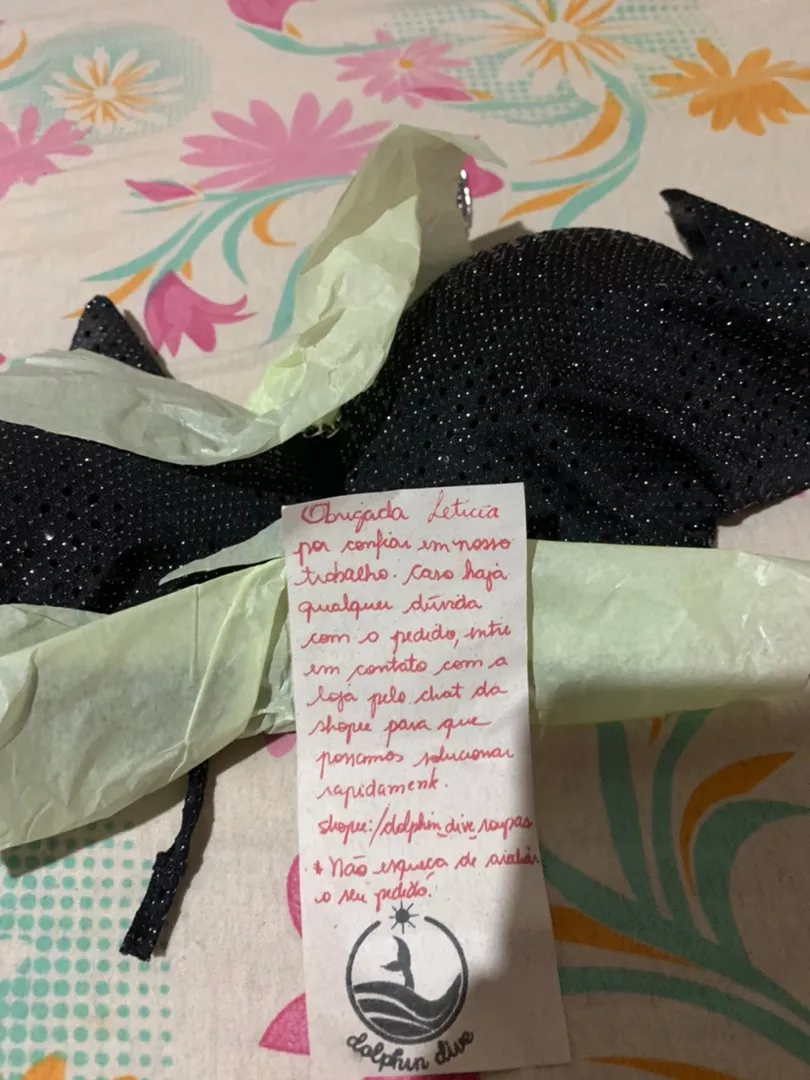 Obrigada Leticia
por confiar em nosso
trabalho. Caso haja
qualquer dúvida
com o pedido, entre
em contato com a
loja pelo chat da
shopee para que
possamos solucionar
rapidamente.
shopee:/dolphin_dive_roupas
* Não esqueça de avaliar
o seu pedido.
dolphin dive